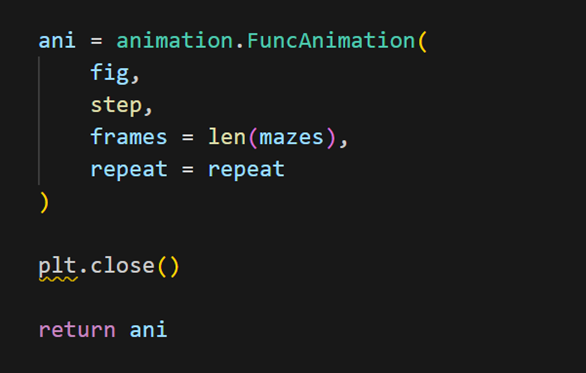 ani = animation.FuncAnimation(
    fig,
    step,
    frames = len(mazes),
    repeat = repeat
)
plt.close()
return ani